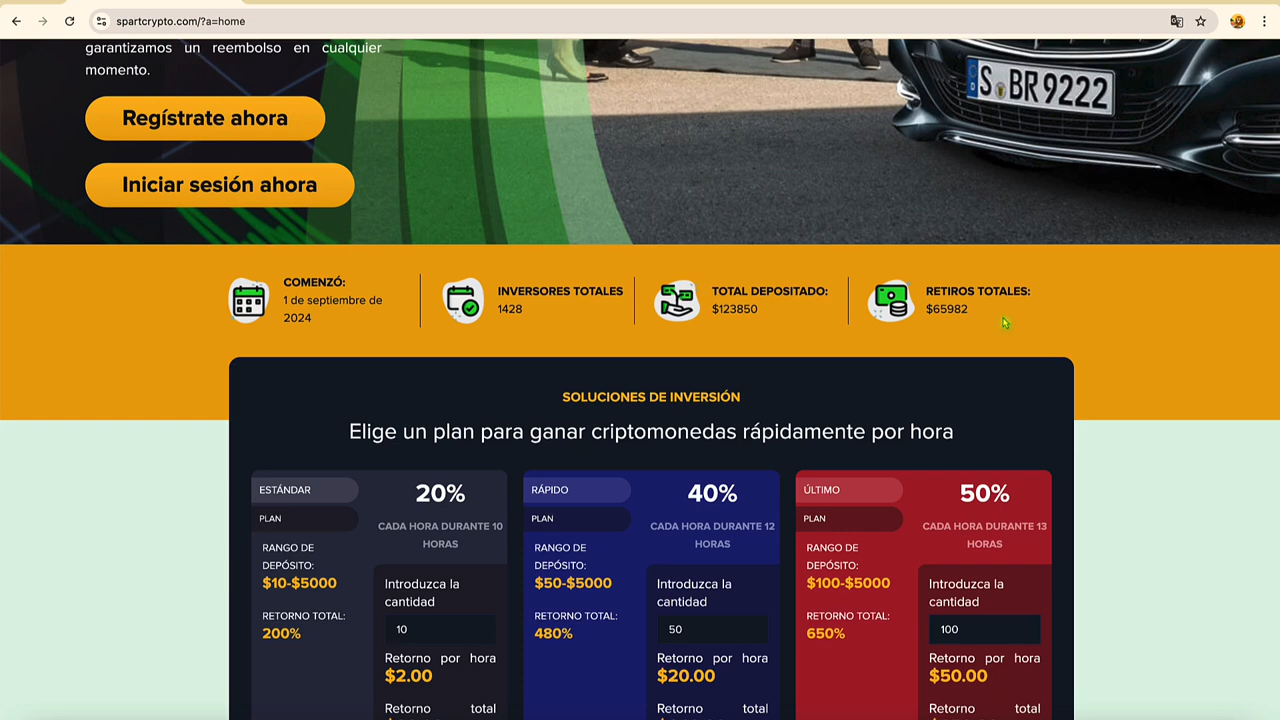 spartcrypto.com/?a=home
garantizamos un reembolso en cualquier
momento.
Regístrate ahora
Iniciar sesión ahora
S BR 9222
COMENZÓ:
1 de septiembre de
2024
INVERSORES TOTALES
1428
TOTAL DEPOSITADO:
$123850
RETIROS TOTALES:
$65982
SOLUCIONES DE INVERSIÓN
Elige un plan para ganar criptomonedas rápidamente por hora
ESTÁNDAR
PLAN
20%
CADA HORA DURANTE 10
HORAS
RANGO DE
DEPÓSITO:
$10-$5000
RETORNO TOTAL:
200%
Introduzca la
cantidad
10
Retorno por hora
$2.00
Retorno total
RÁPIDO
PLAN
40%
CADA HORA DURANTE 12
HORAS
RANGO DE
DEPÓSITO:
$50-$5000
RETORNO TOTAL:
480%
Introduzca la
cantidad
50
Retorno por hora
$20.00
Retorno total
ÚLTIMO
PLAN
50%
CADA HORA DURANTE 13
HORAS
RANGO DE
DEPÓSITO:
$100-$5000
RETORNO TOTAL:
650%
Introduzca la
cantidad
100
Retorno por hora
$50.00
Retorno total